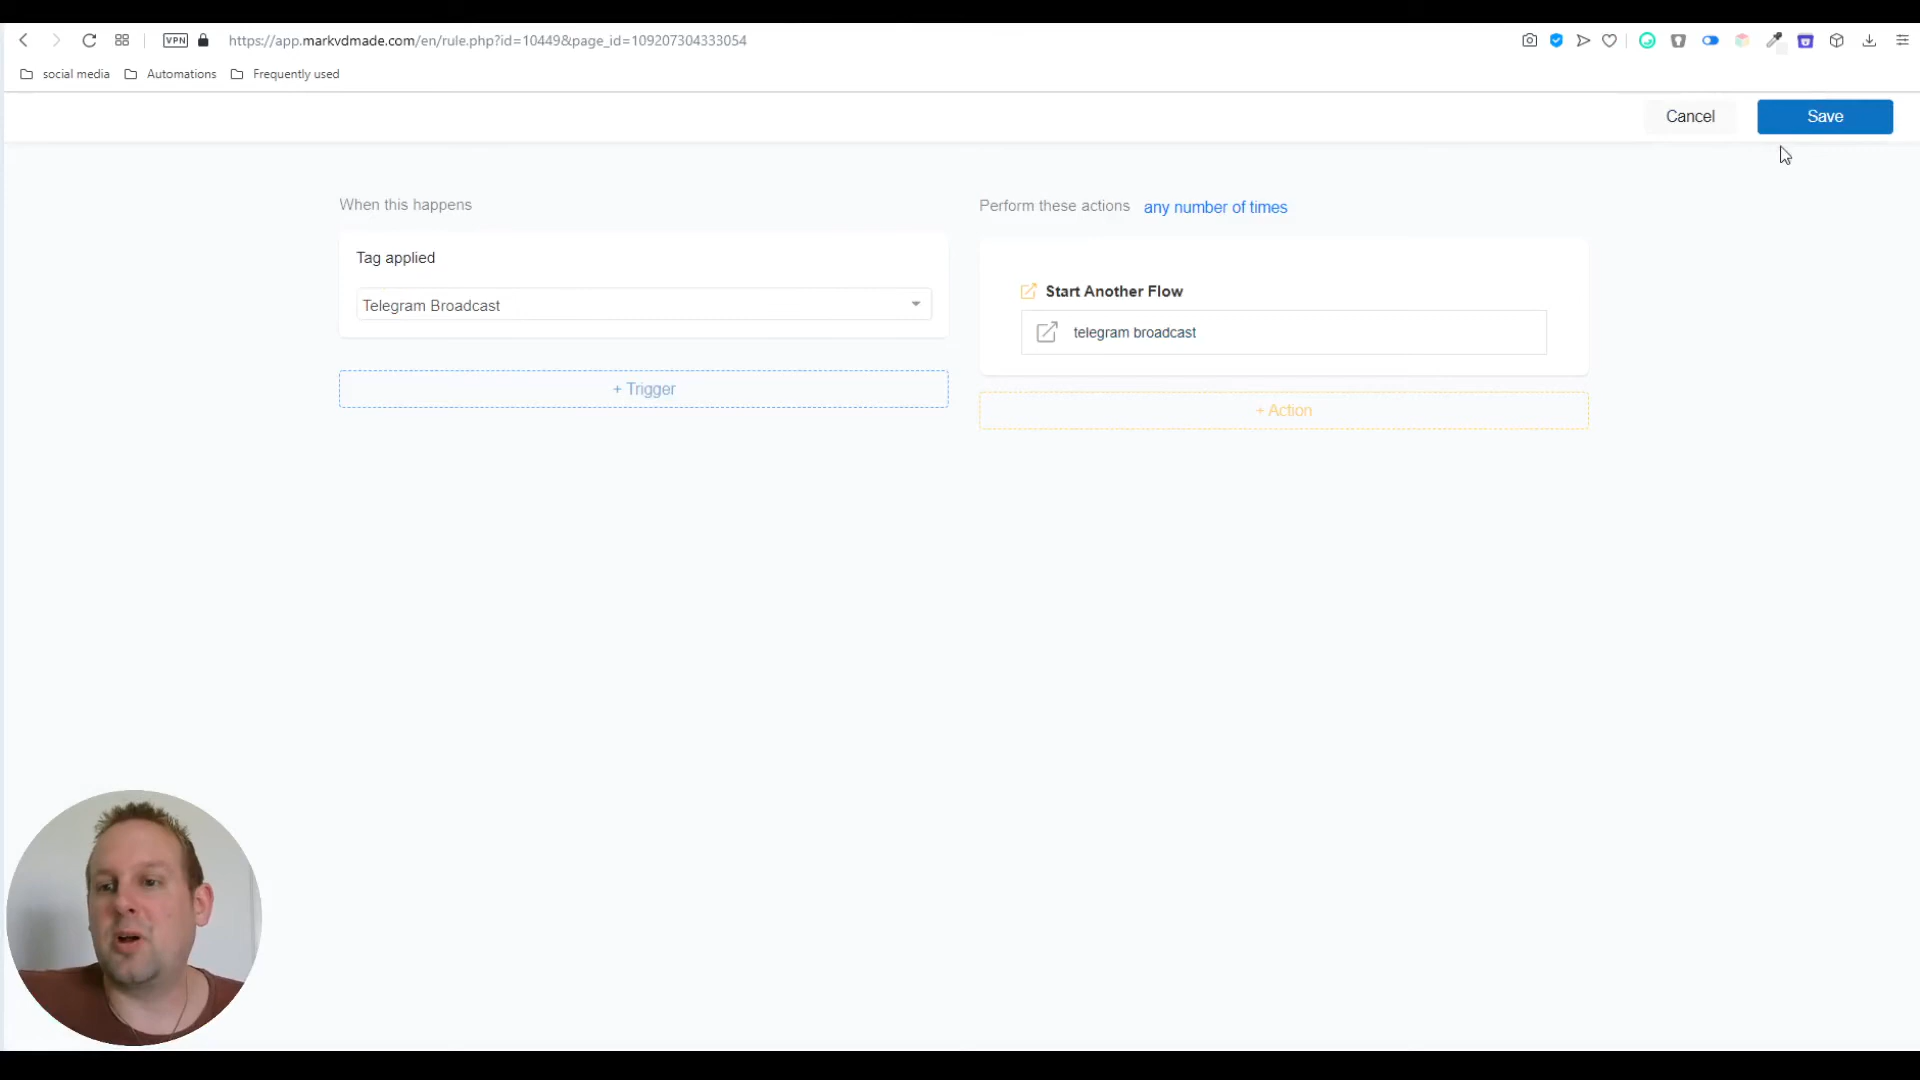 VPN
https://app.markvdmade.com/en/rule.php?id=10449&page_id=109207304333054
social media
Automations
Frequently used
Cancel
Save
When this happens
Perform these actions any number of times
Tag applied
Telegram Broadcast
Start Another Flow
telegram broadcast
+ Trigger
+ Action